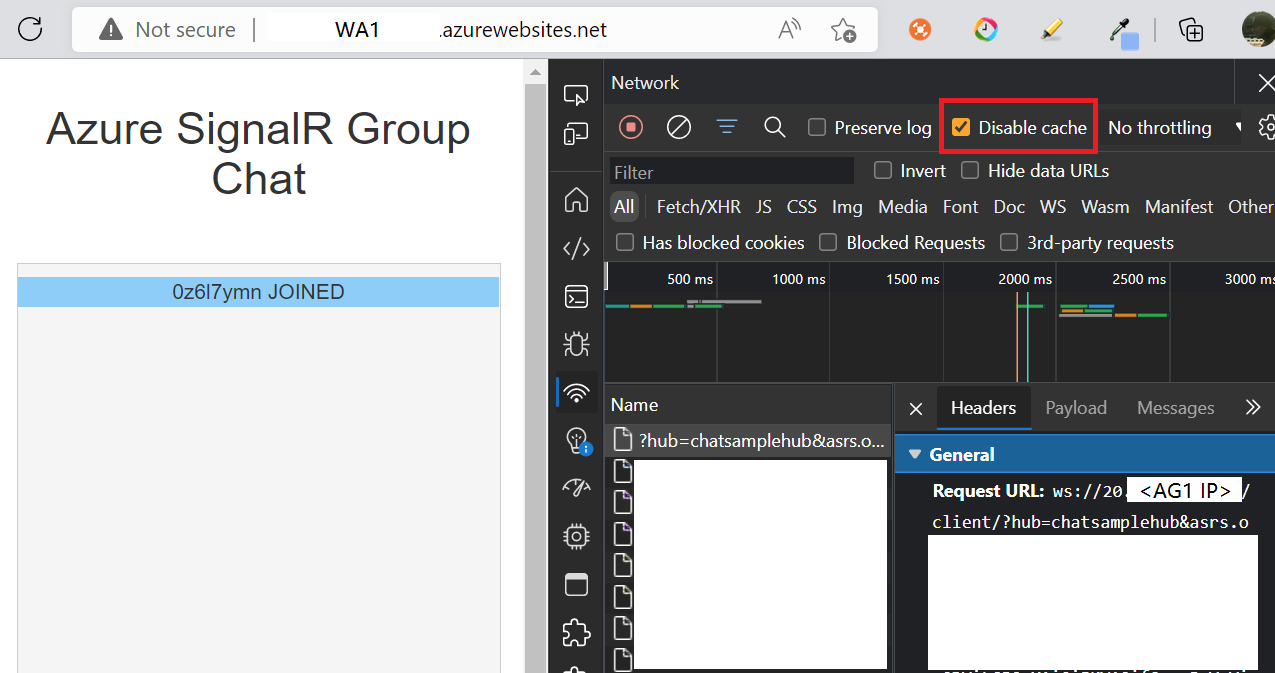 Not secure WA1 .azurewebsites.net
Azure SignalR Group
Chat
0z6l7ymn JOINED
Network
Preserve log Disable cache No throttling
Filter Invert Hide data URLs
All Fetch/XHR JS CSS Img Media Font Doc WS Wasm Manifest Other
Has blocked cookies Blocked Requests 3rd-party requests
500 ms 1000 ms 1500 ms 2000 ms 2500 ms 3000 ms
Name
Headers Payload Messages
?hub=chatsamplehub&asrs.o...
General
Request URL: ws://20. <AG1 IP> /
client/?hub=chatsamplehub&asrs.o